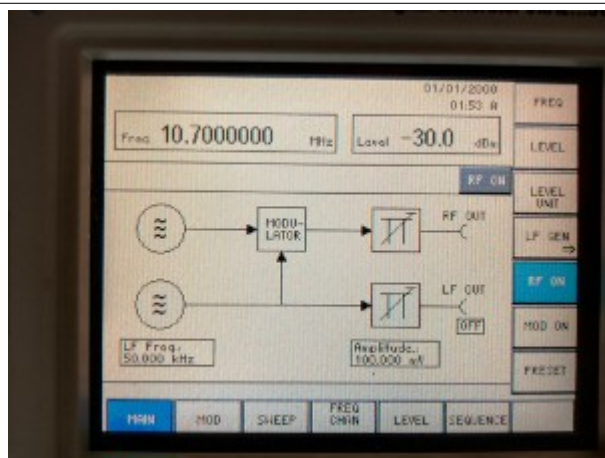 01/01/2000
01:53 A
Freq 10.7000000 MHz
Level -30.0 dBm
RF ON
MODU-
LATOR
RF OUT
LF OUT
OFF
LF Freq.:
50.000 kHz
Amplitude.:
100.000 mV
FREQ
LEVEL
LEVEL
UNIT
LF GEN
⇒
RF ON
MOD ON
PRESET
MAIN
MOD
SWEEP
FREQ
CHAN
LEVEL
SEQUENCE